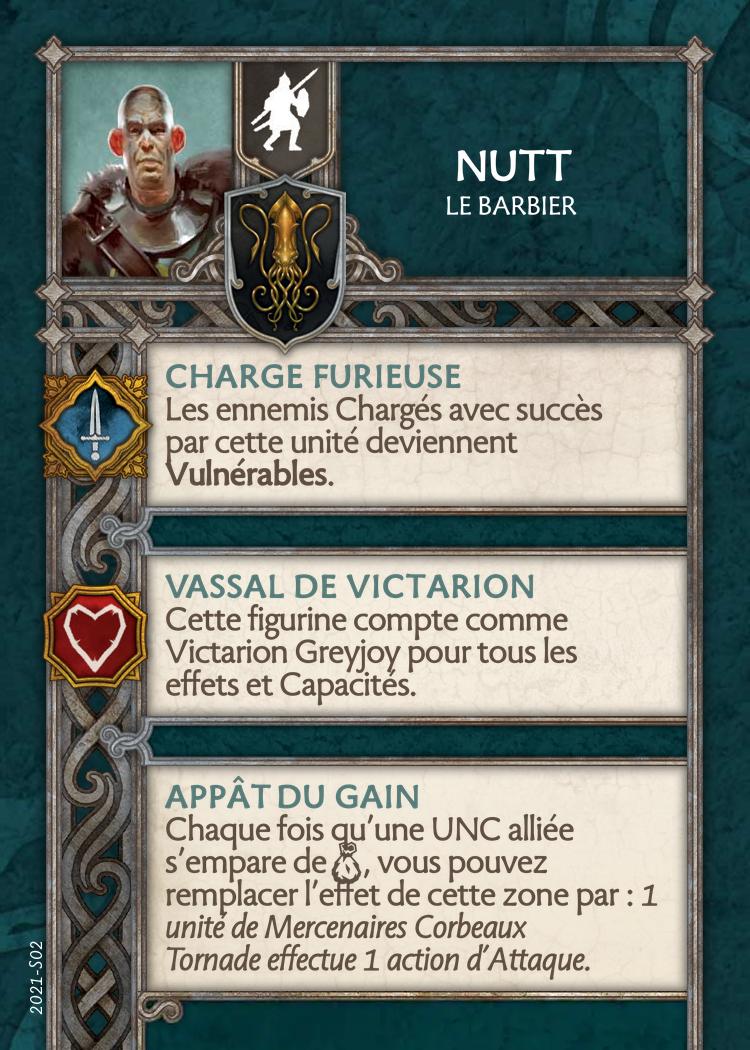 NUTT
LE BARBIER
CHARGE FURIEUSE
Les ennemis Chargés avec succès
par cette unité deviennent
Vulnérables.
VASSAL DE VICTARION
Cette figurine compte comme
Victarion Greyjoy pour tous les
effets et Capacités.
APPÂT DU GAIN
Chaque fois qu'une UNC alliée
s'empare de , vous pouvez
remplacer l'effet de cette zone par : 1
unité de Mercenaires Corbeaux
Tornade effectue 1 action d'Attaque.
2021-S02